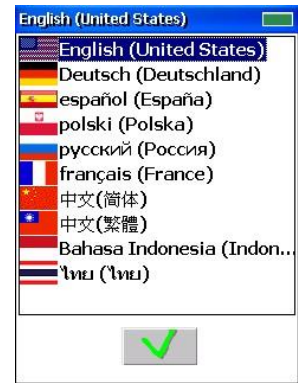 English (United States)
English (United States)
Deutsch (Deutschland)
español (España)
polski (Polska)
русский (Россия)
français (France)
中文(简体)
中文(繁體)
Bahasa Indonesia (Indon...
ไทย (ไทย)